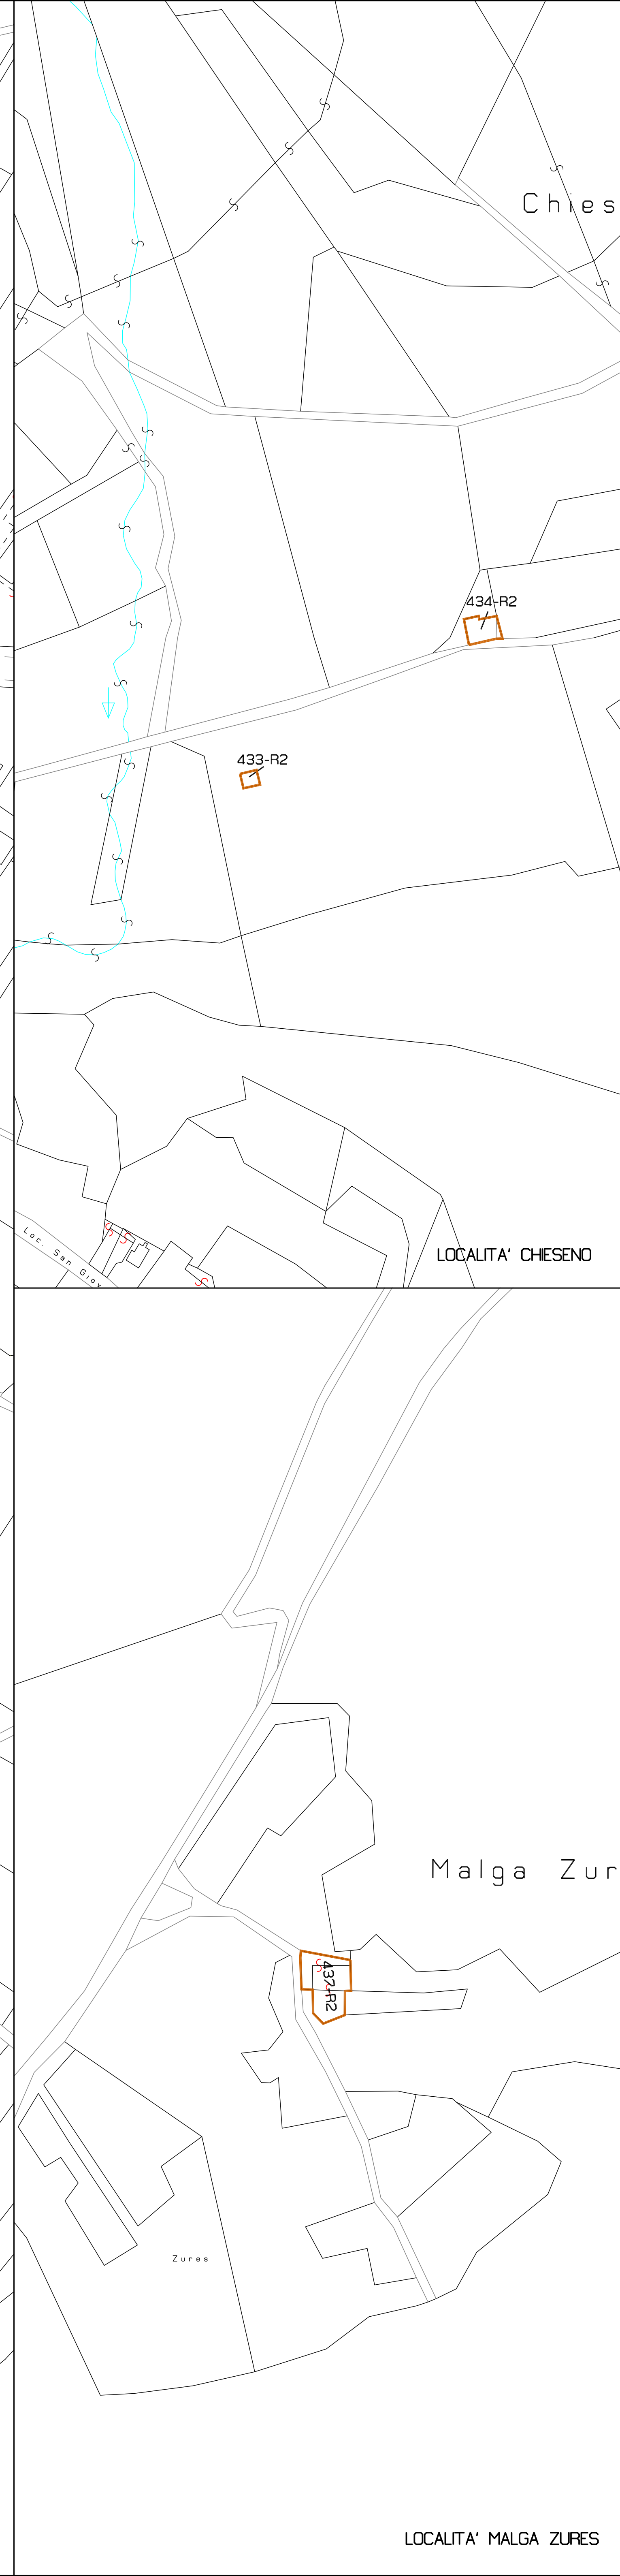 Chies
434-R2
433-R2
Loc. San Giov
LOCALITA' CHIESENO
Malga Zur
437-R2
Zures
LOCALITA' MALGA ZURES